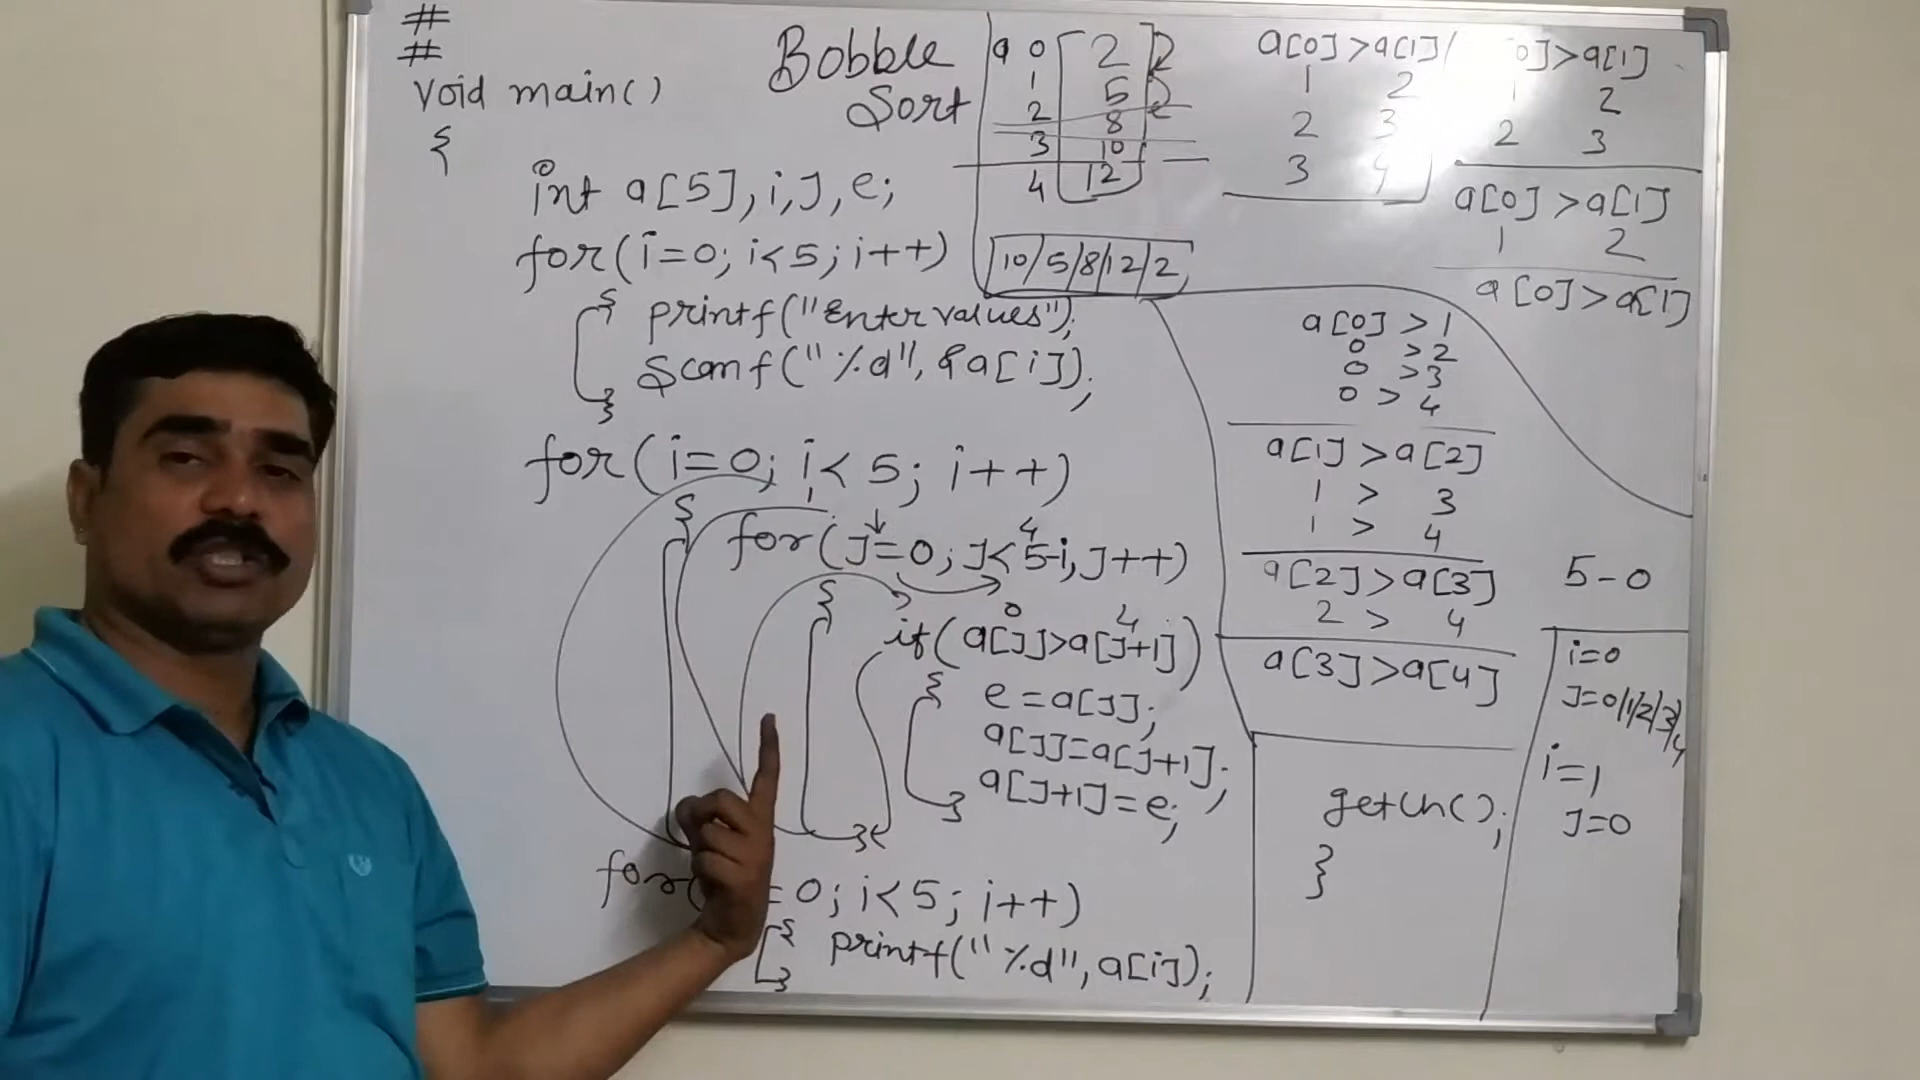 #
#
void main()
{
int a[5],i,J,e;
for(i=0; i<5; i++)
{ printf("Enter values");
scanf("%d", &a[i]);
}
for(i=0; i<5; i++)
{
for(J=0; J<5-i, J++)
4
{
0 4
if(a[J]>a[J+1])
{ e=a[J];
a[J]=a[J+1];
} a[J+1]=e;
}
for( =0; i<5; i++)
{ printf("%d", a[i]);
}
Bobble
Sort
a 0 2 2
1 5
2 8
3 10
4 12
10/5/8/12/2
a[0]>a[1]
1 2
2 3
3 4
0]>a[1]
1 2
2 3
a[0]>a[1]
1 2
a[0]>a[1]
a[0]>1
0 >2
0 >3
0 > 4
a[1]>a[2]
1 > 3
1 > 4
a[2]>a[3]
2 > 4
a[3]>a[4]
getch();
}
5-0
i=0
J=0/1/2/3/4
i=1
J=0